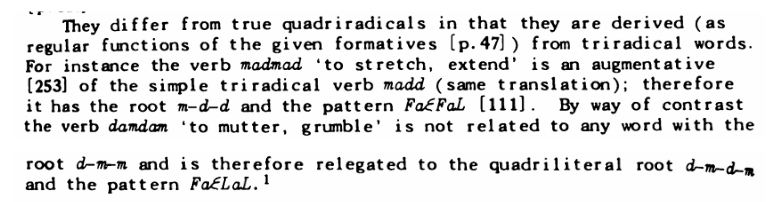 They differ from true quadriradicals in that they are derived (as
regular functions of the given formatives [p. 47]) from triradical words.
For instance the verb madmad ‘to stretch, extend’ is an augmentative
[253] of the simple triradical verb madd (same translation); therefore
it has the root m-d-d and the pattern FaƐFaL [111]. By way of contrast
the verb damdam ‘to mutter, grumble’ is not related to any word with the
root d-m-m and is therefore relegated to the quadriliteral root d-m-d-m
and the pattern FaƐLaL.¹